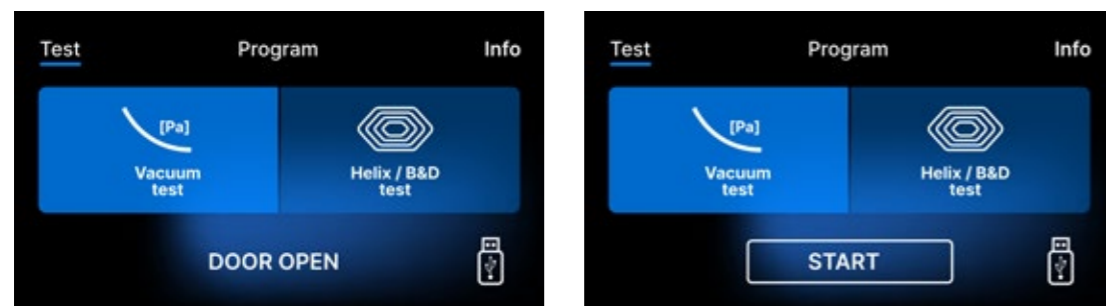 Test Program Info
[Pa]
Vacuum
test
Helix / B&D
test
DOOR OPEN
Test Program Info
[Pa]
Vacuum
test
Helix / B&D
test
START